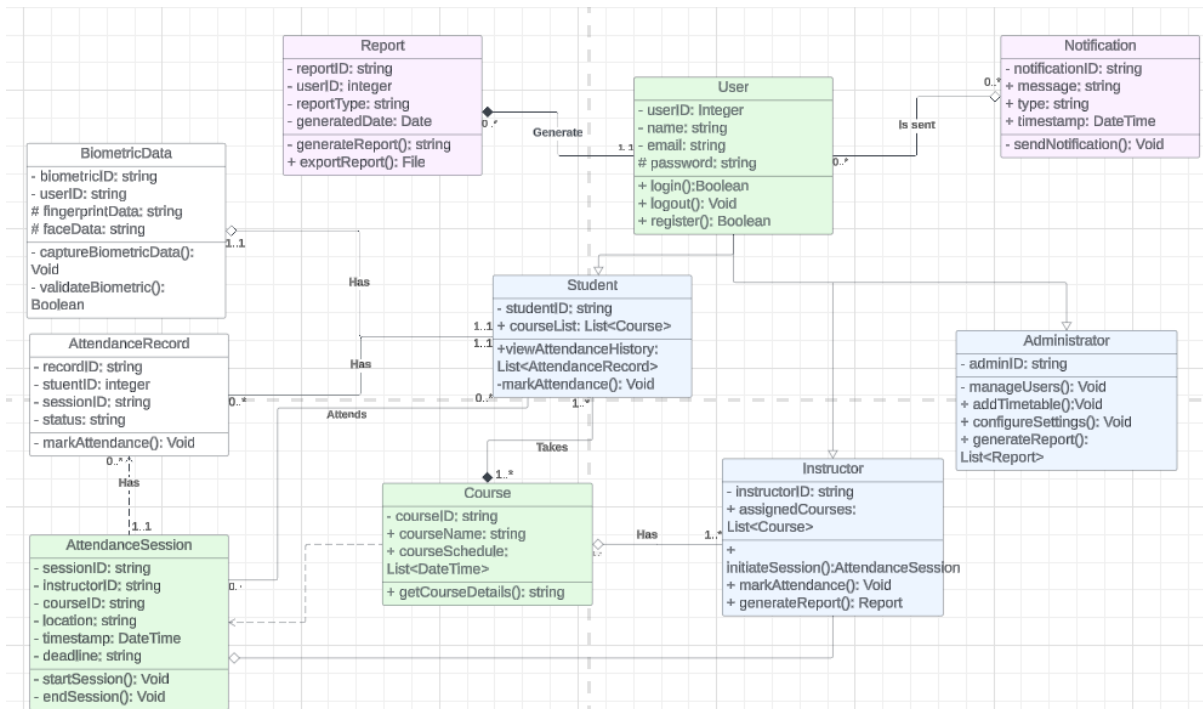 Report
- reportID: string
- userID: integer
- reportType: string
- generatedDate: Date
- generateReport(): string
+ exportReport(): File
0..*
Generate
1..1
User
- userID: Integer
- name: string
- email: string
# password: string
+ login():Boolean
+ logout(): Void
+ register(): Boolean
0..*
Is sent
0..*
Notification
- notificationID: string
+ message: string
+ type: string
+ timestamp: DateTime
- sendNotification(): Void
BiometricData
- biometricID: string
- userID: string
# fingerprintData: string
# faceData: string
- captureBiometricData():
Void
- validateBiometric():
Boolean
1..1
Has
Student
- studentID: string
+ courseList: List<Course>
+viewAttendanceHistory:
List<AttendanceRecord>
-markAttendance(): Void
1..1
1..1
Has
0..*
1..*
AttendanceRecord
- recordID: string
- stuentID: integer
- sessionID: string
- status: string
- markAttendance(): Void
0..*
Attends
Administrator
- adminID: string
- manageUsers(): Void
+ addTimetable():Void
+ configureSettings(): Void
+ generateReport():
List<Report>
Takes
0..*
Has
1..1
1..*
Course
- courseID: string
+ courseName: string
+ courseSchedule:
List<DateTime>
+ getCourseDetails(): string
Has
1..*
Instructor
- instructorID: string
+ assignedCourses:
List<Course>
+
initiateSession():AttendanceSession
+ markAttendance(): Void
+ generateReport(): Report
AttendanceSession
- sessionID: string
- instructorID: string
- courseID: string
- location: string
- timestamp: DateTime
- deadline: string
- startSession(): Void
- endSession(): Void